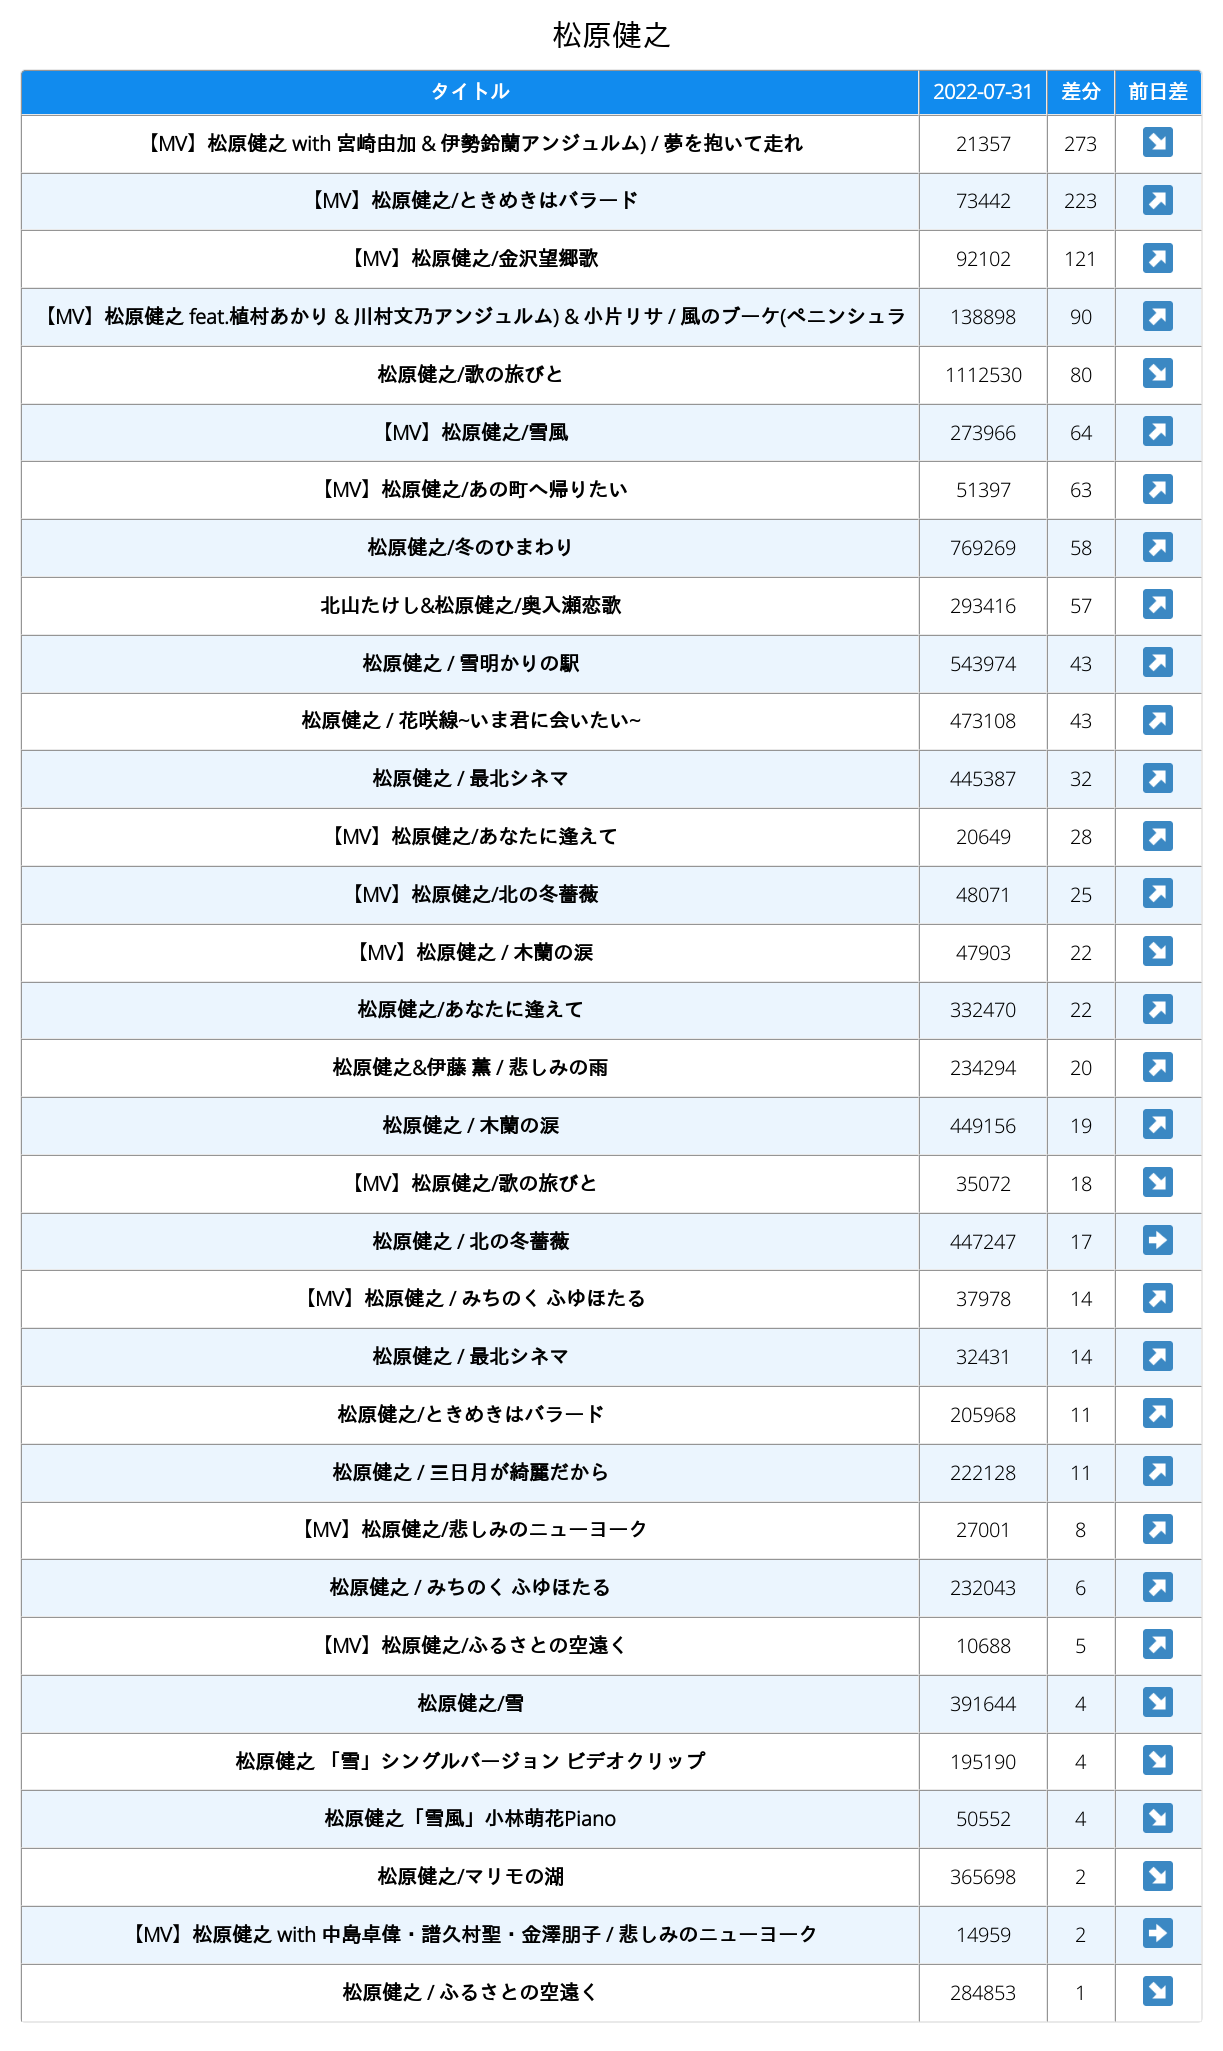 松原健之
タイトル 2022-07-31 差分 前日差
【MV】松原健之 with 宮崎由加 & 伊勢鈴蘭アンジュルム) / 夢を抱いて走れ 21357 273 ↘
【MV】松原健之/ときめきはバラード 73442 223 ↗
【MV】松原健之/金沢望郷歌 92102 121 ↗
【MV】松原健之 feat.植村あかり & 川村文乃アンジュルム) & 小片リサ / 風のブーケ(ペニンシュラ 138898 90 ↗
松原健之/歌の旅びと 1112530 80 ↘
【MV】松原健之/雪風 273966 64 ↗
【MV】松原健之/あの町へ帰りたい 51397 63 ↗
松原健之/冬のひまわり 769269 58 ↗
北山たけし&松原健之/奥入瀬恋歌 293416 57 ↗
松原健之 / 雪明かりの駅 543974 43 ↗
松原健之 / 花咲線~いま君に会いたい~ 473108 43 ↗
松原健之 / 最北シネマ 445387 32 ↗
【MV】松原健之/あなたに逢えて 20649 28 ↗
【MV】松原健之/北の冬薔薇 48071 25 ↗
【MV】松原健之 / 木蘭の涙 47903 22 ↘
松原健之/あなたに逢えて 332470 22 ↗
松原健之&伊藤 薫 / 悲しみの雨 234294 20 ↗
松原健之 / 木蘭の涙 449156 19 ↗
【MV】松原健之/歌の旅びと 35072 18 ↘
松原健之 / 北の冬薔薇 447247 17 ➡
【MV】松原健之 / みちのく ふゆほたる 37978 14 ↗
松原健之 / 最北シネマ 32431 14 ↗
松原健之/ときめきはバラード 205968 11 ↗
松原健之 / 三日月が綺麗だから 222128 11 ↗
【MV】松原健之/悲しみのニューヨーク 27001 8 ↗
松原健之 / みちのく ふゆほたる 232043 6 ↗
【MV】松原健之/ふるさとの空遠く 10688 5 ↗
松原健之/雪 391644 4 ↘
松原健之 「雪」シングルバージョン ビデオクリップ 195190 4 ↘
松原健之「雪風」小林萌花Piano 50552 4 ↘
松原健之/マリモの湖 365698 2 ↘
【MV】松原健之 with 中島卓偉・譜久村聖・金澤朋子 / 悲しみのニューヨーク 14959 2 ➡
松原健之 / ふるさとの空遠く 284853 1 ↘